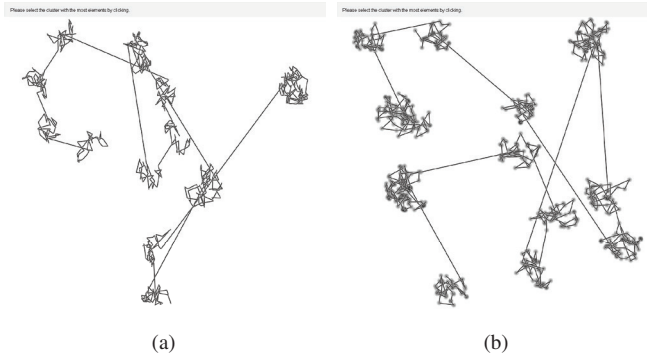 Please select the cluster with the most elements by clicking.
Please select the cluster with the most elements by clicking.
(a)
(b)